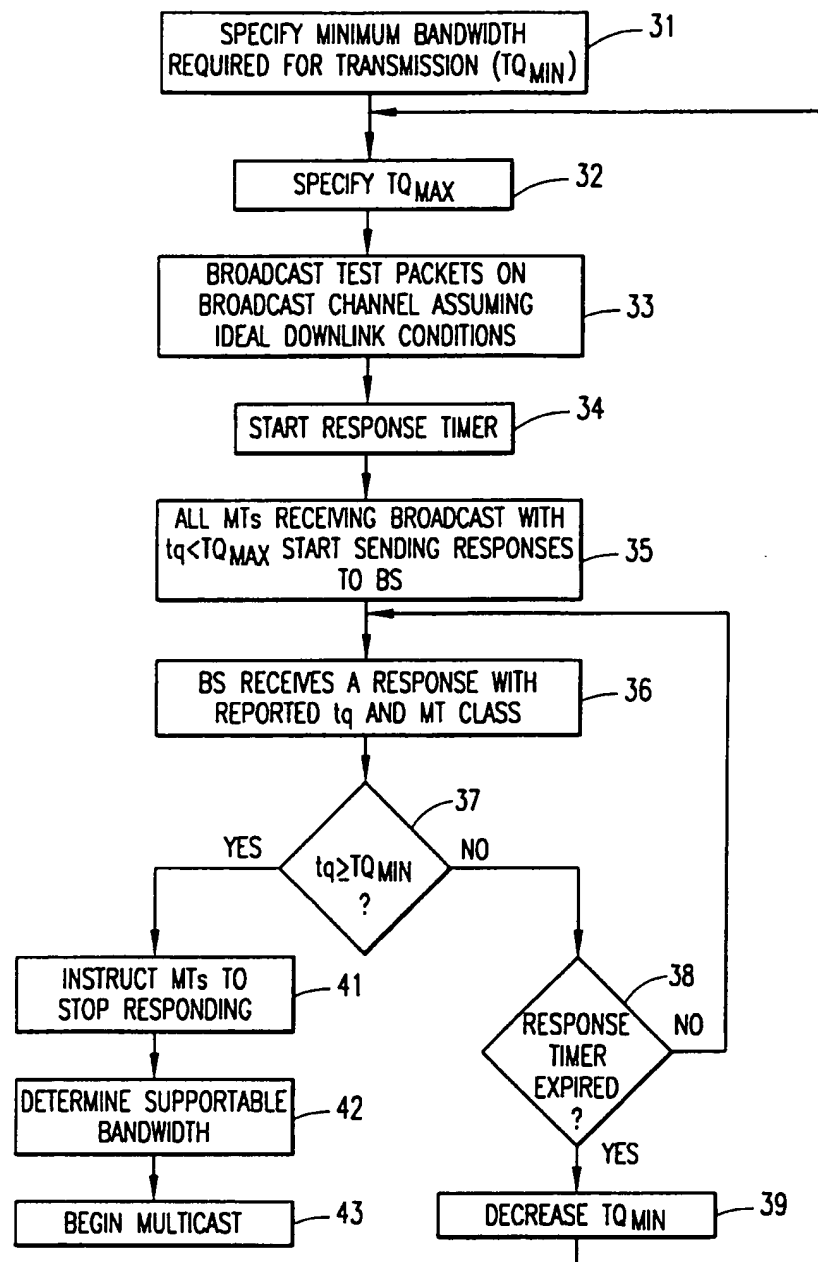 SPECIFY MINIMUM BANDWIDTH
REQUIRED FOR TRANSMISSION (TQMIN)
31
SPECIFY TQMAX
32
BROADCAST TEST PACKETS ON
BROADCAST CHANNEL ASSUMING
IDEAL DOWNLINK CONDITIONS
33
START RESPONSE TIMER
34
ALL MTs RECEIVING BROADCAST WITH
tq<TQMAX START SENDING RESPONSES
TO BS
35
BS RECEIVES A RESPONSE WITH
REPORTED tq AND MT CLASS
36
37
YES
tq≥TQMIN
?
NO
INSTRUCT MTs TO
STOP RESPONDING
41
38
RESPONSE
TIMER
EXPIRED
?
NO
DETERMINE SUPPORTABLE
BANDWIDTH
42
YES
BEGIN MULTICAST
43
DECREASE TQMIN
39